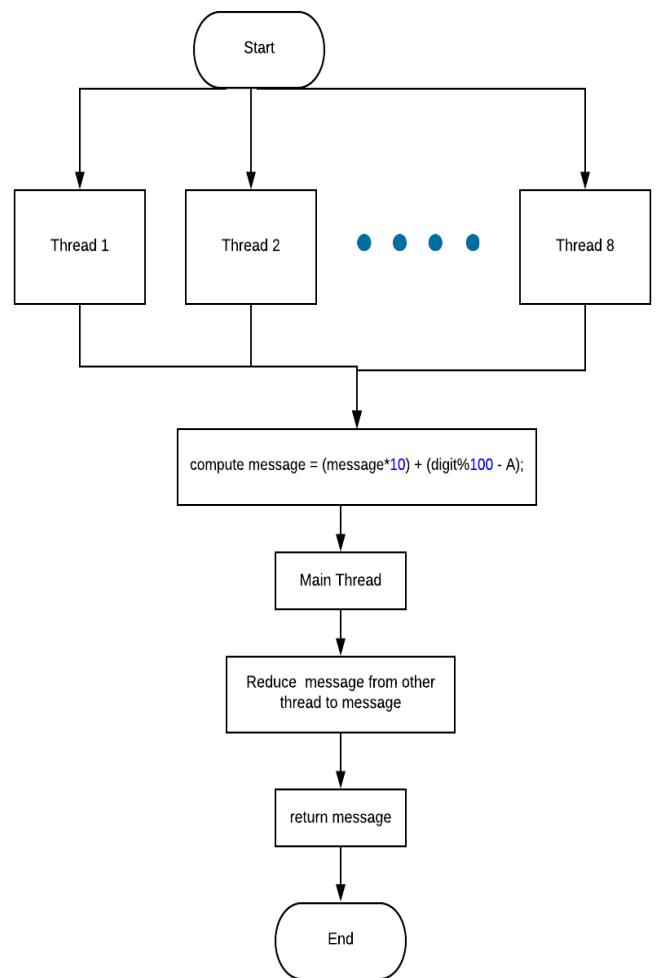 Start
Thread 1
Thread 2
Thread 8
compute message = (message*10) + (digit%100 - A);
Main Thread
Reduce message from other
thread to message
return message
End